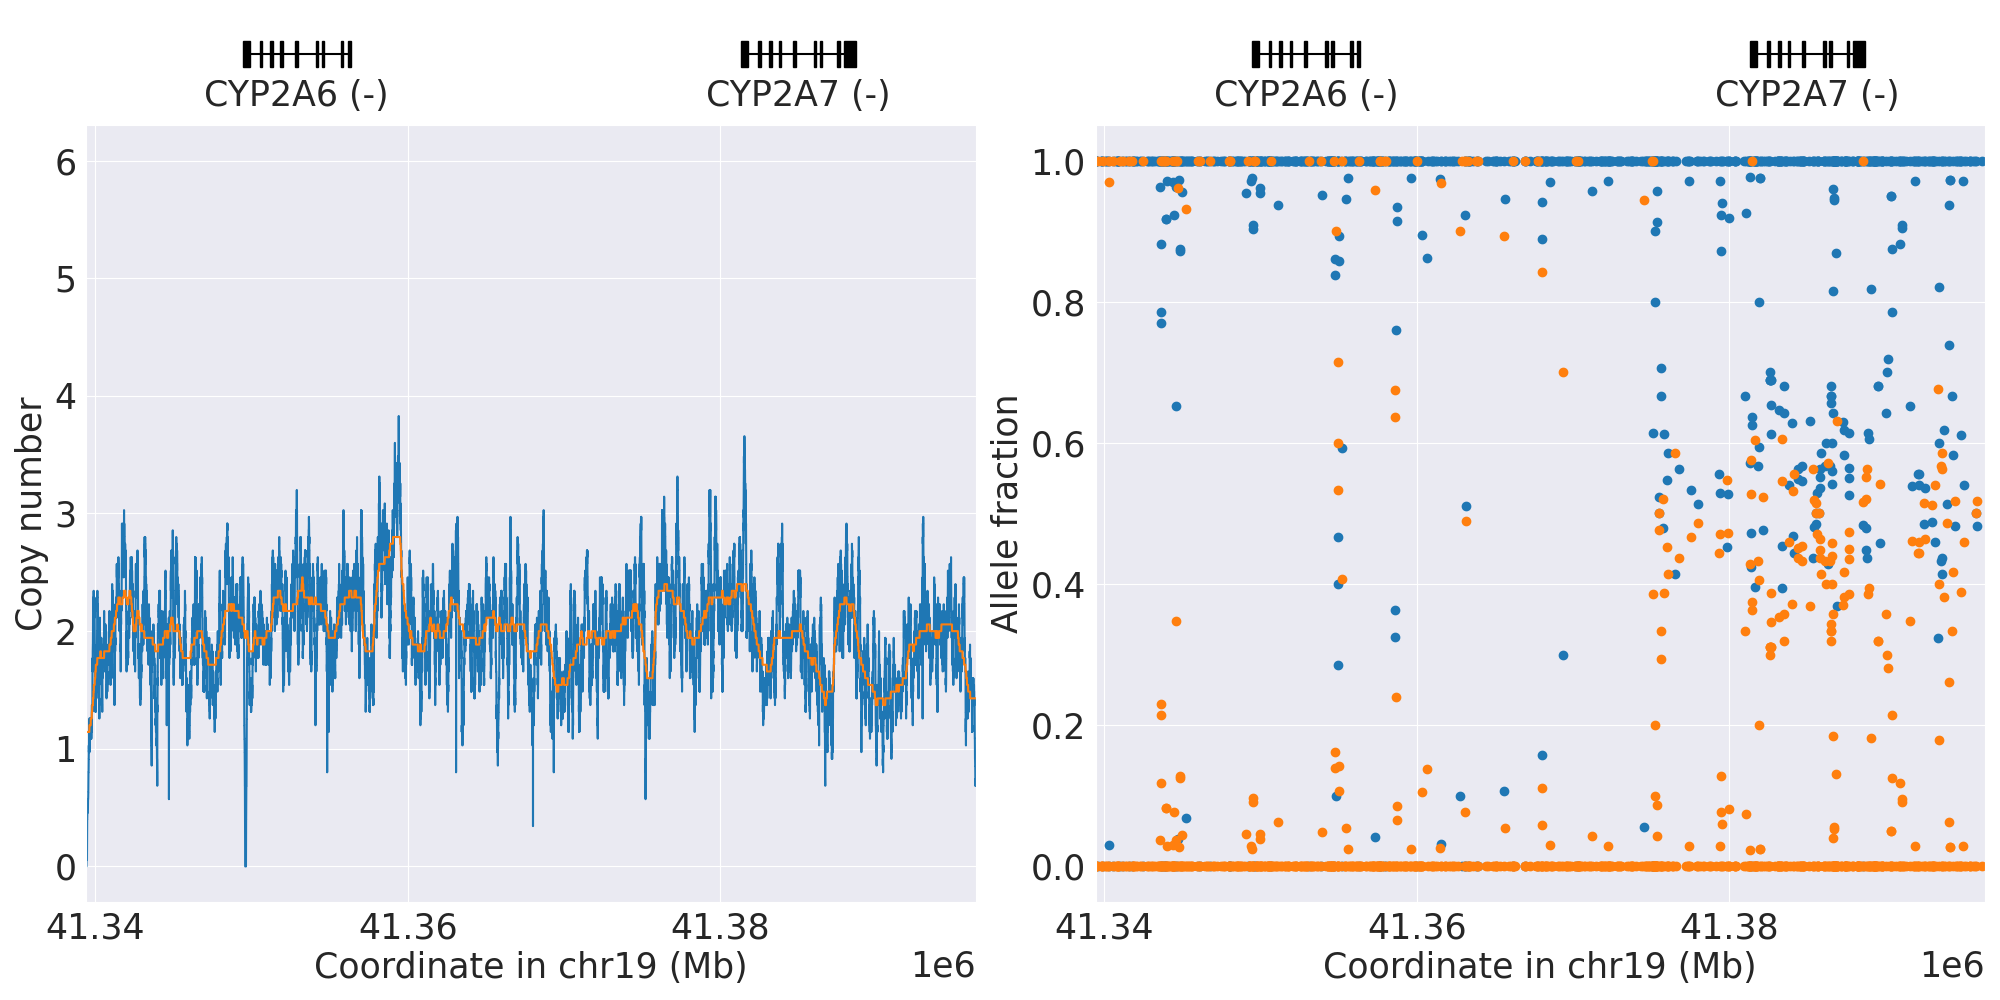 CYP2A6 (-)
CYP2A7 (-)
6
5
4
3
2
1
0
Copy number
41.34
41.36
41.38
Coordinate in chr19 (Mb)
1e6
CYP2A6 (-)
CYP2A7 (-)
1.0
0.8
0.6
0.4
0.2
0.0
Allele fraction
41.34
41.36
41.38
Coordinate in chr19 (Mb)
1e6